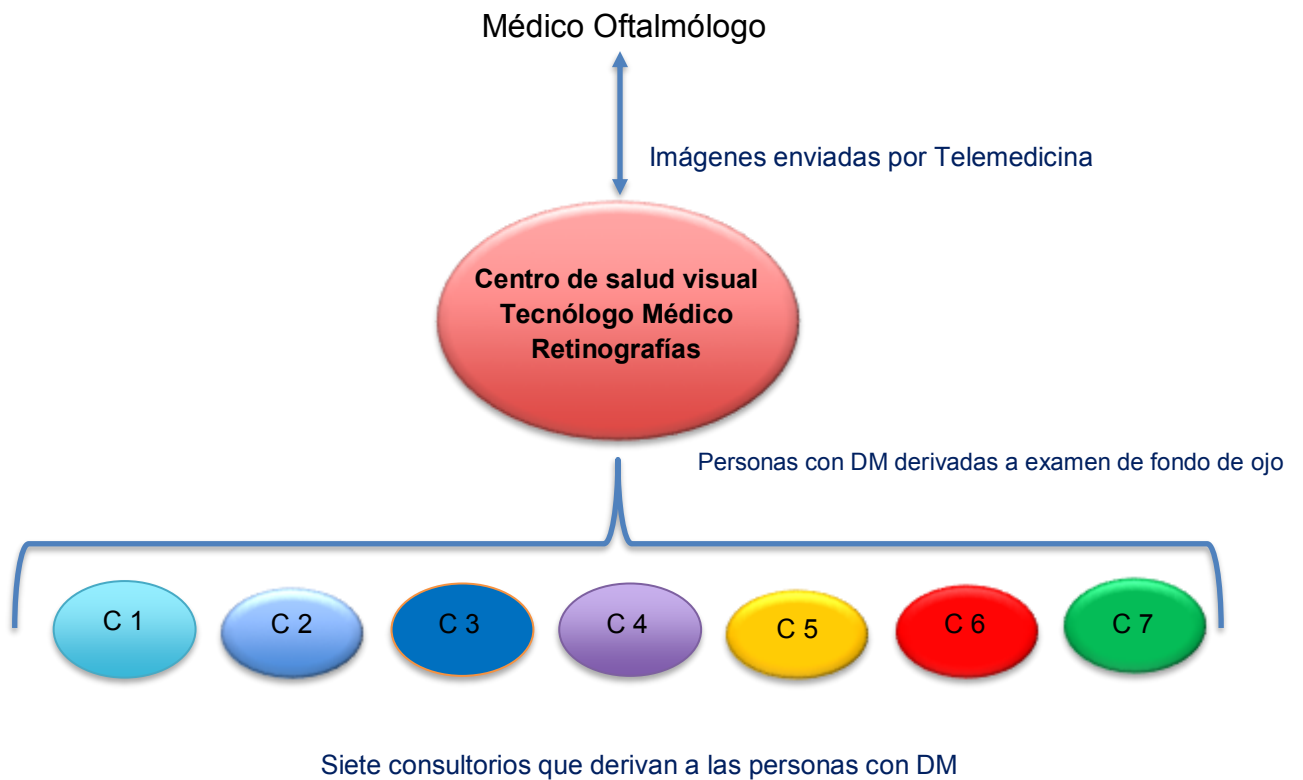 Médico Oftalmólogo
Imágenes enviadas por Telemedicina
Centro de salud visual
Tecnólogo Médico
Retinografías
Personas con DM derivadas a examen de fondo de ojo
C 1
C 2
C 3
C 4
C 5
C 6
C 7
Siete consultorios que derivan a las personas con DM